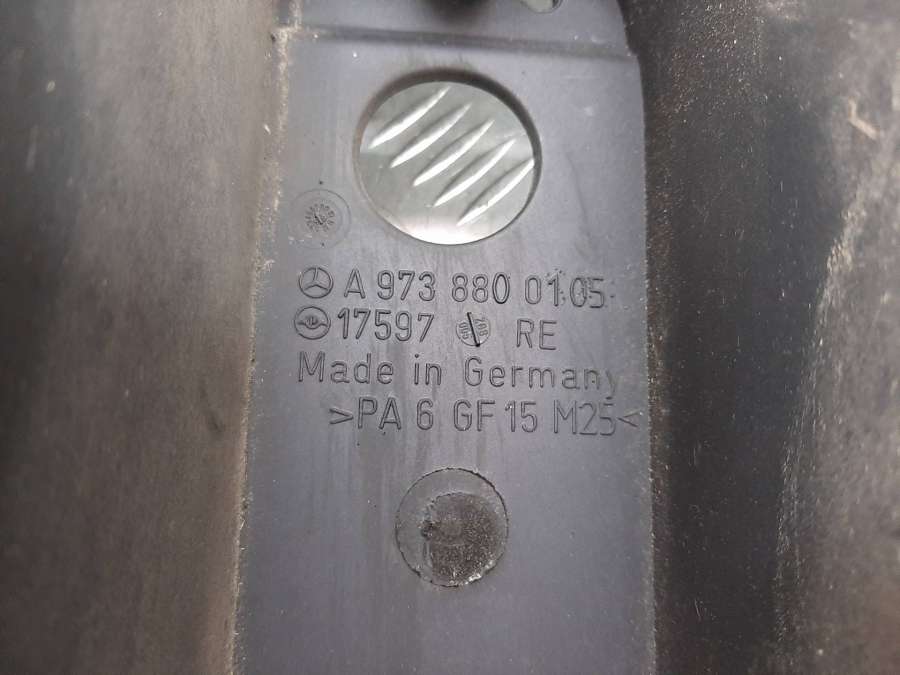 A 973 880 01 05
17597 RE
Made in Germany
>PA 6 GF 15 M25<